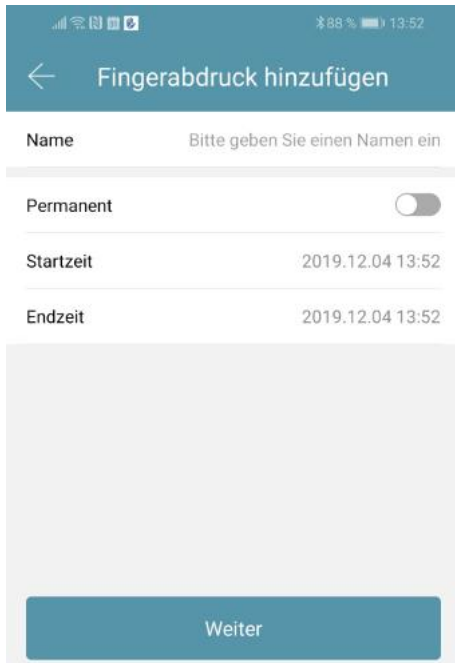 88 % 13:52
Fingerabdruck hinzufügen
Name Bitte geben Sie einen Namen ein
Permanent
Startzeit 2019.12.04 13:52
Endzeit 2019.12.04 13:52
Weiter